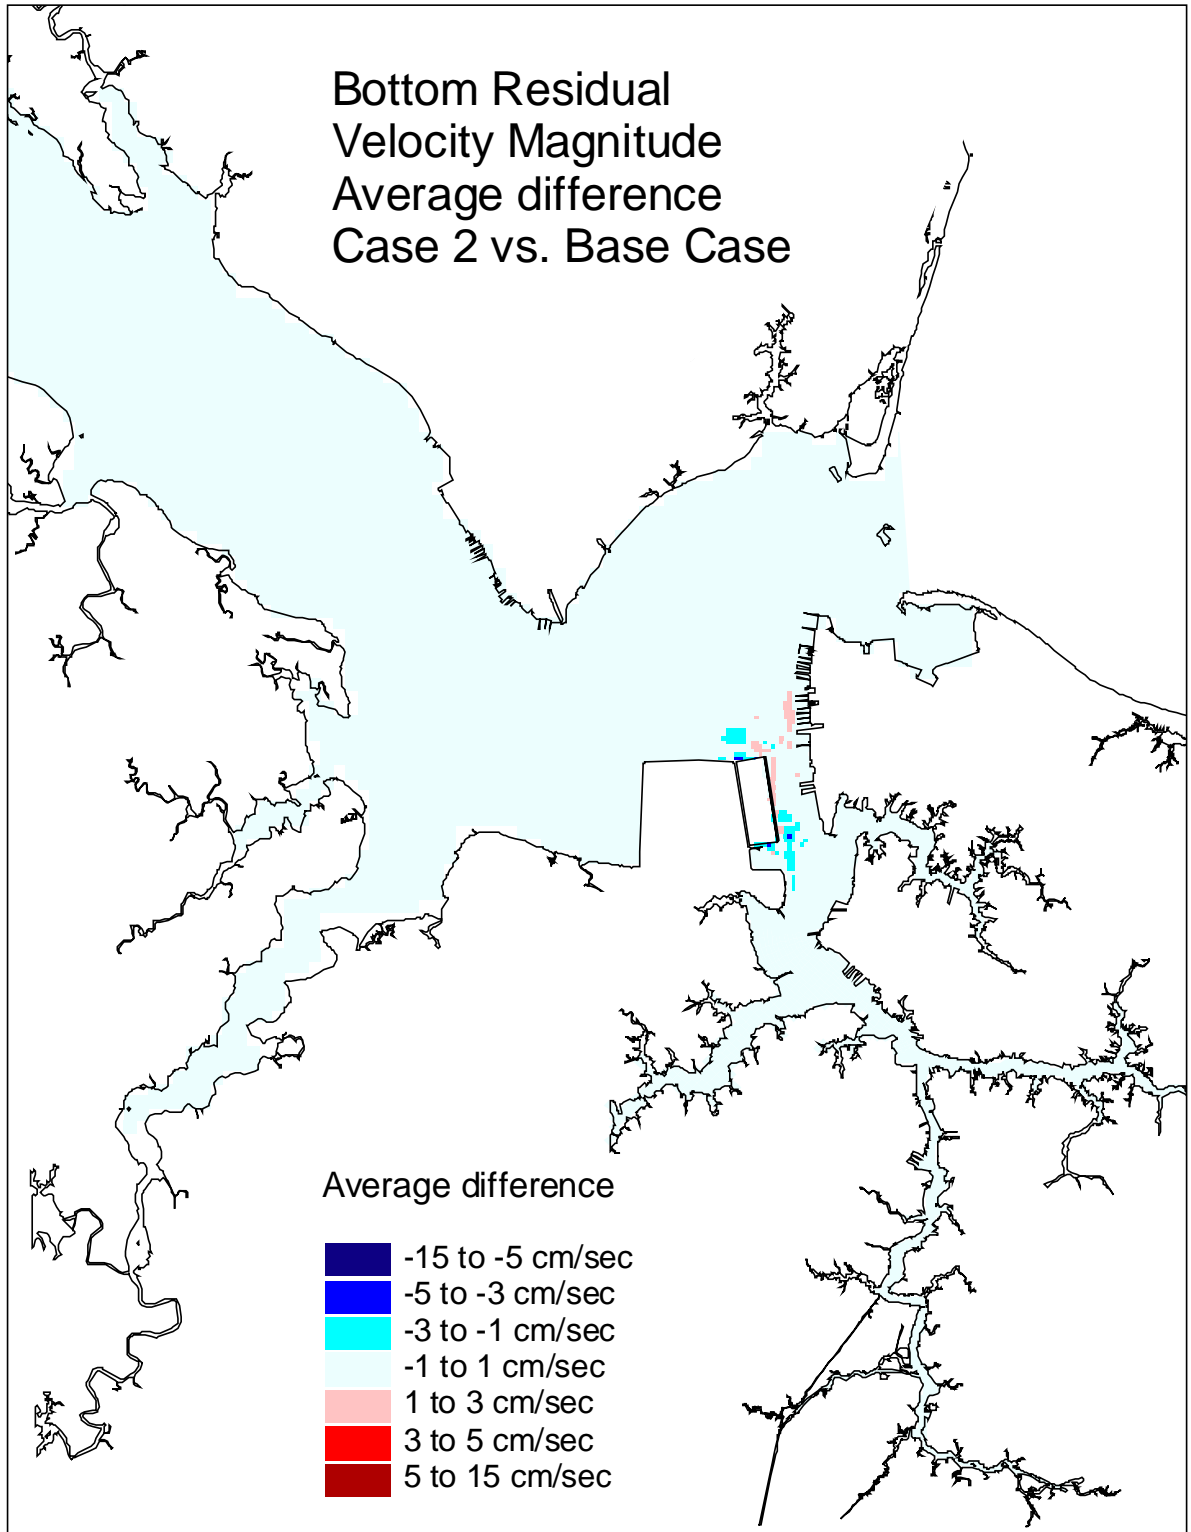 Bottom Residual
Velocity Magnitude
Average difference
Case 2 vs. Base Case
Average difference
-15 to -5 cm/sec
-5 to -3 cm/sec
-3 to -1 cm/sec
-1 to 1 cm/sec
1 to 3 cm/sec
3 to 5 cm/sec
5 to 15 cm/sec